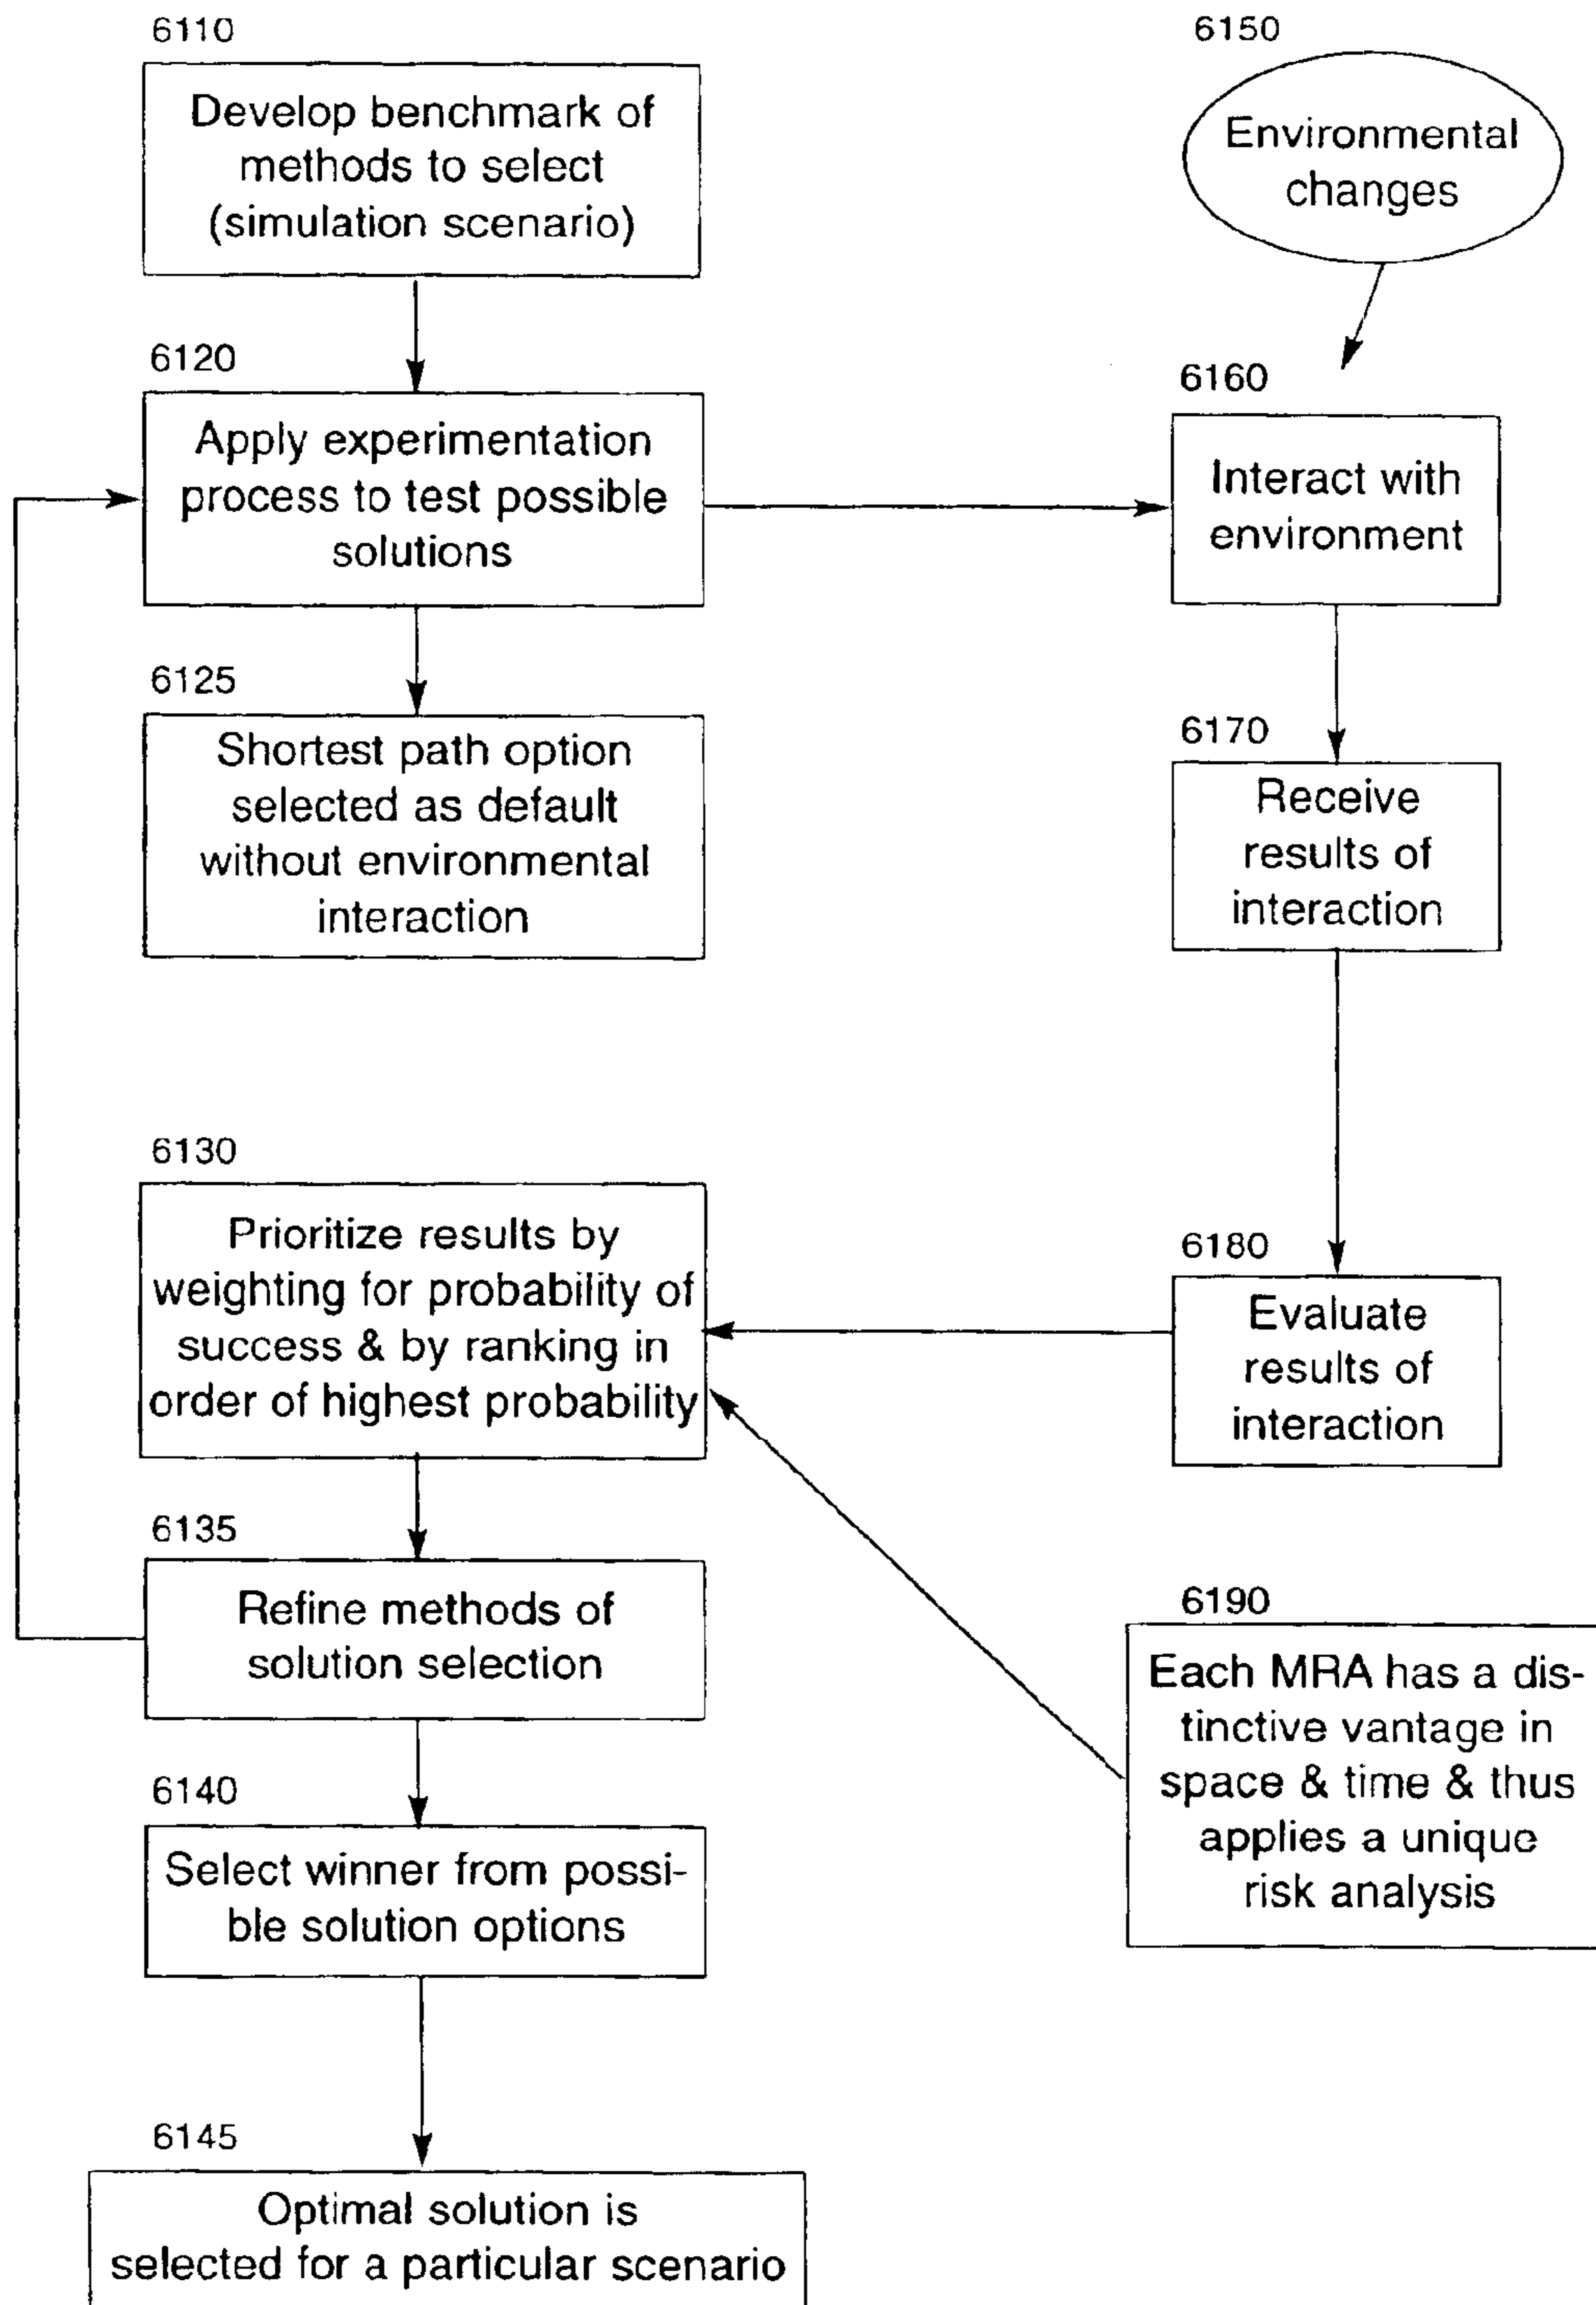 6110
Develop benchmark of
methods to select
(simulation scenario)
6150
Environmental
changes
6120
Apply experimentation
process to test possible
solutions
6160
Interact with
environment
6125
Shortest path option
selected as default
without environmental
interaction
6170
Receive
results of
interaction
6130
Prioritize results by
weighting for probability of
success & by ranking in
order of highest probability
6180
Evaluate
results of
interaction
6135
Refine methods of
solution selection
6190
Each MRA has a dis-
tinctive vantage in
space & time & thus
applies a unique
risk analysis
6140
Select winner from possi-
ble solution options
6145
Optimal solution is
selected for a particular scenario